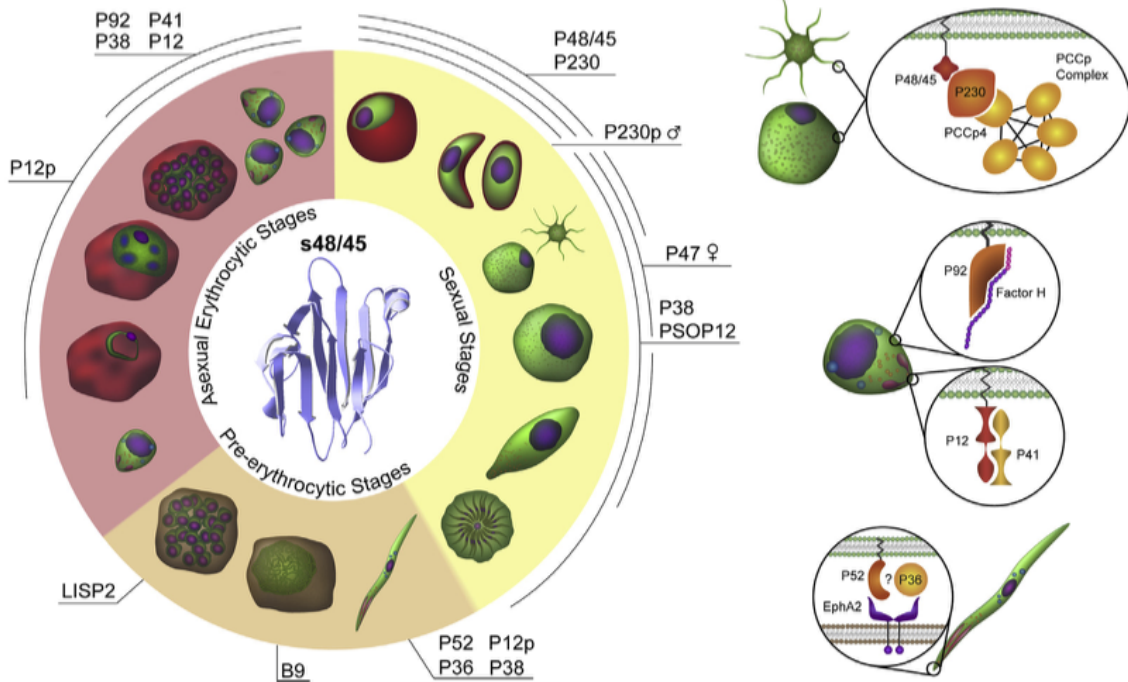 P92 P41
P38 P12
P48/45
P230
P230p ♂
P12p
P47 ♀
P38
PSOP12
s48/45
Asexual Erythrocytic Stages
Sexual Stages
Pre-erythrocytic Stages
LISP2
B9
P52 P12p
P36 P38
P48/45
P230
PCCp
Complex
PCCp4
P92
Factor H
P12
P41
P52
?
P36
EphA2